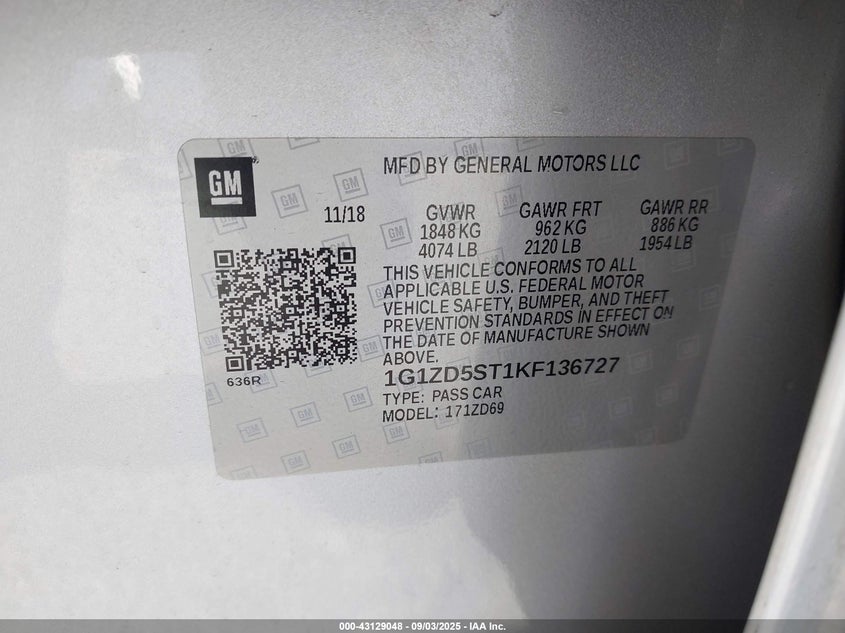 GM
MFD BY GENERAL MOTORS LLC
11/18
GVWR GAWR FRT GAWR RR
1848 KG 962 KG 886 KG
4074 LB 2120 LB 1954 LB
THIS VEHICLE CONFORMS TO ALL
APPLICABLE U.S. FEDERAL MOTOR
VEHICLE SAFETY, BUMPER, AND THEFT
PREVENTION STANDARDS IN EFFECT ON
THE DATE OF MANUFACTURE SHOWN
ABOVE.
636R
1G1ZD5ST1KF136727
TYPE: PASS CAR
MODEL: 171ZD69
000-43129048 - 09/03/2025 - IAA Inc.